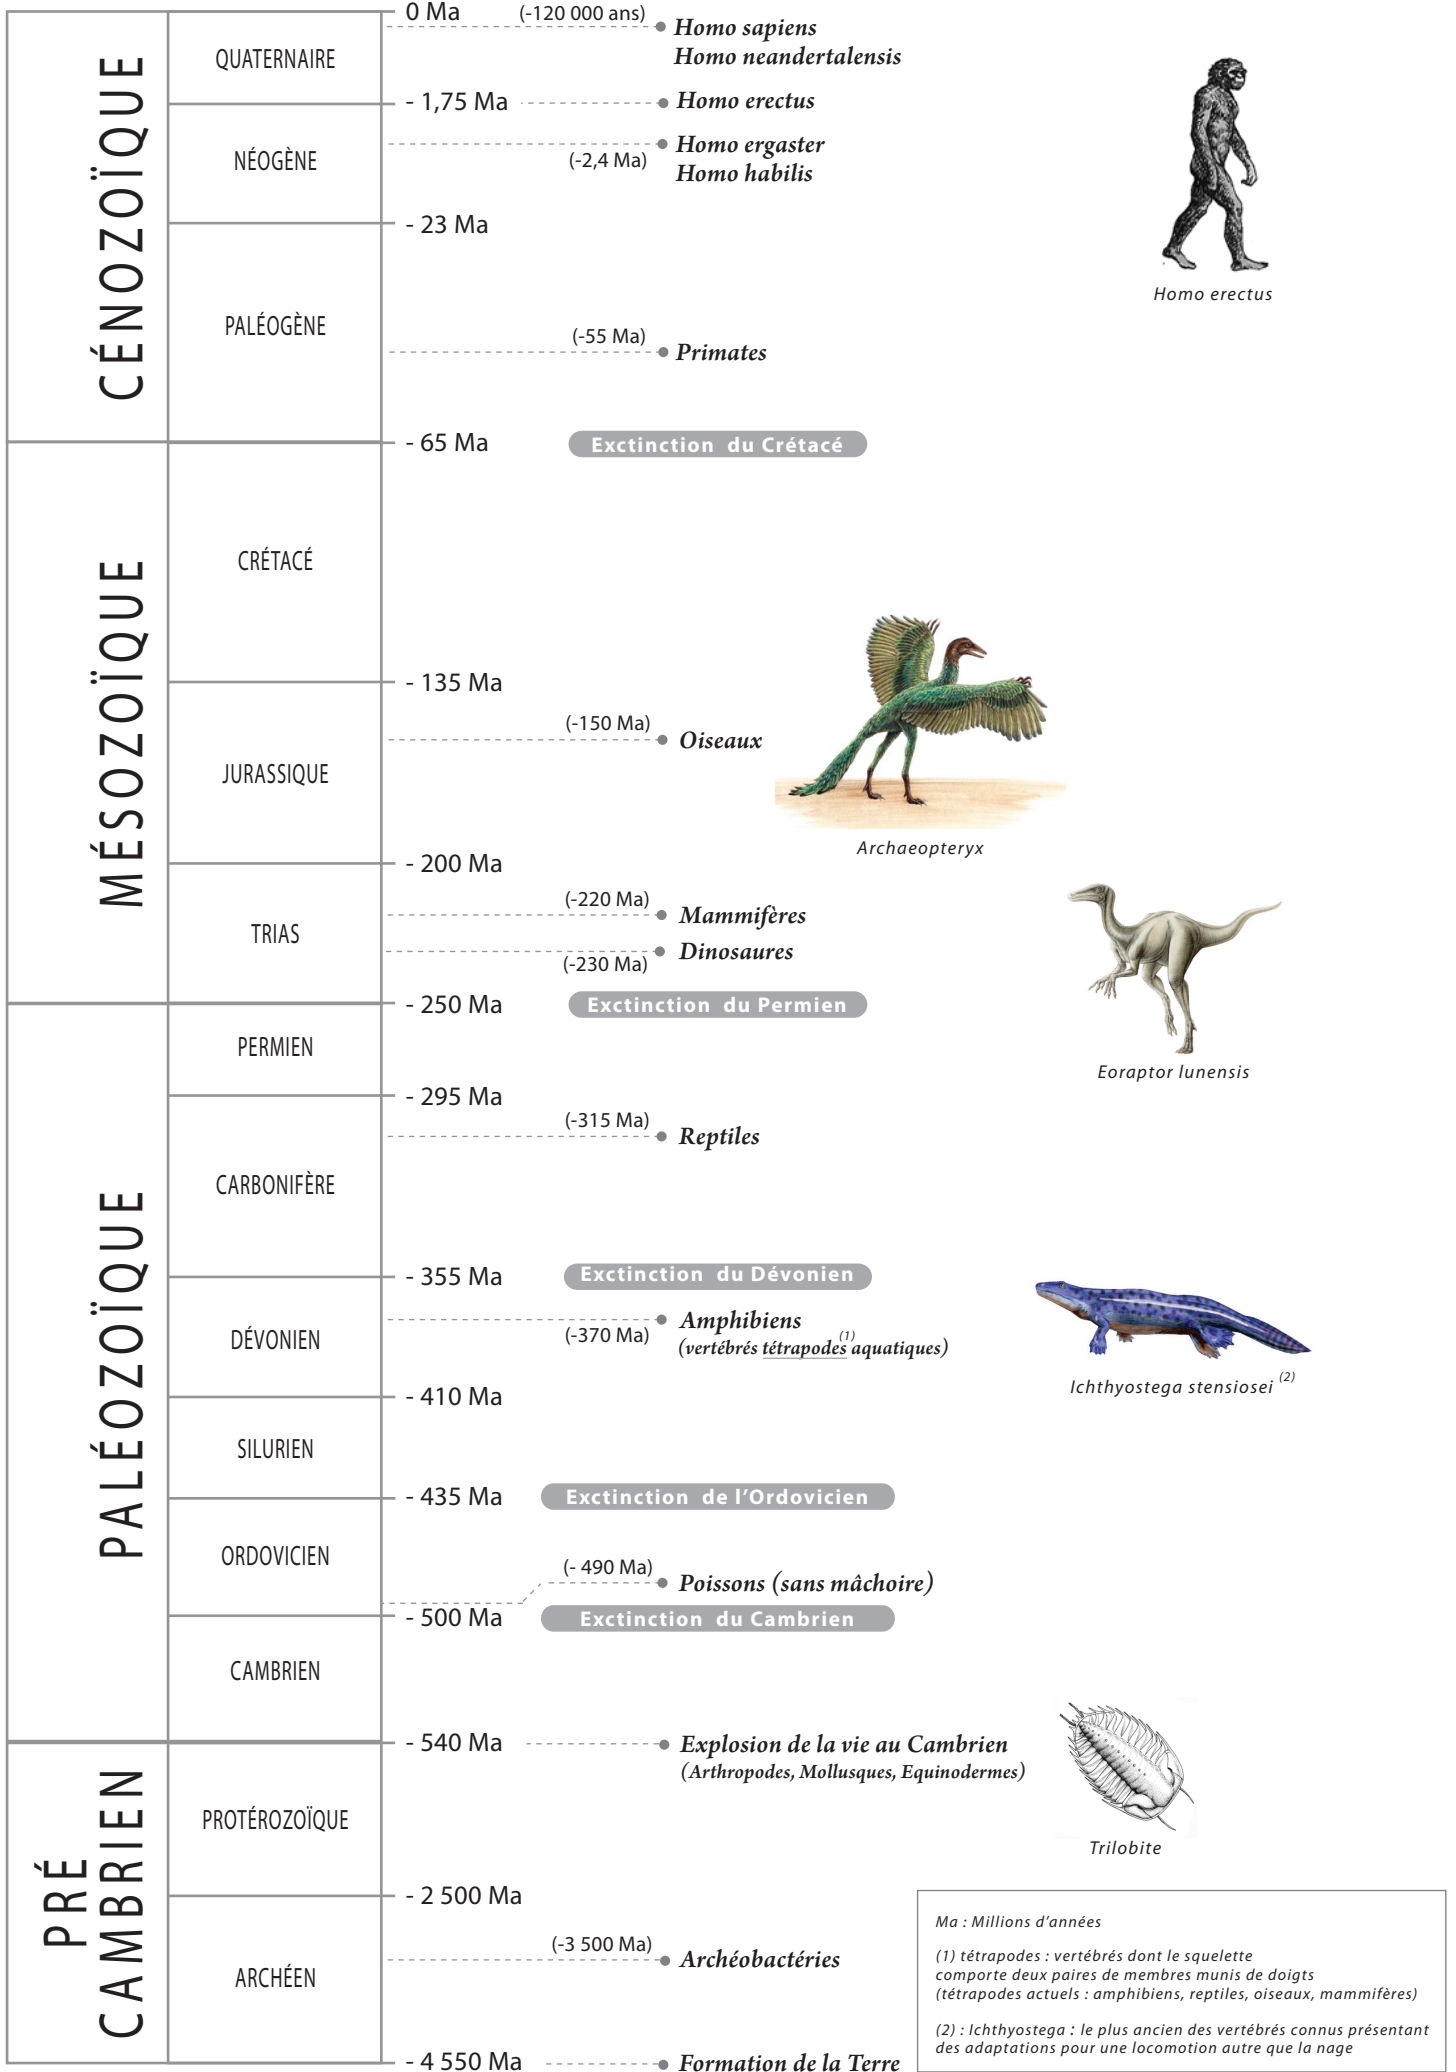 0 Ma
(-120 000 ans)
Homo sapiens
Homo neandertalensis
QUATERNAIRE
CÉNOZOÏQUE
- 1,75 Ma
Homo erectus
NÉOGÈNE
Homo ergaster
(-2,4 Ma)
Homo habilis
- 23 Ma
Homo erectus
PALÉOGÈNE
(-55 Ma)
Primates
- 65 Ma
Exctinction du Crétacé
MÉSOZOÏQUE
CRÉTACÉ
- 135 Ma
(-150 Ma)
Oiseaux
JURASSIQUE
Archaeopteryx
- 200 Ma
(-220 Ma)
Mammifères
TRIAS
Dinosaures
(-230 Ma)
- 250 Ma
Exctinction du Permien
PALÉOZOÏQUE
PERMIEN
Eoraptor lunensis
- 295 Ma
(-315 Ma)
Reptiles
CARBONIFÈRE
- 355 Ma
Exctinction du Dévonien
DÉVONIEN
Amphibiens
(-370 Ma)
(vertébrés tétrapodes (1) aquatiques)
Ichthyostega stensiosei (2)
- 410 Ma
SILURIEN
- 435 Ma
Exctinction de l’Ordovicien
ORDOVICIEN
(- 490 Ma)
Poissons (sans mâchoire)
- 500 Ma
Exctinction du Cambrien
CAMBRIEN
- 540 Ma
Explosion de la vie au Cambrien
(Arthropodes, Mollusques, Equinodermes)
Trilobite
PRÉ
CAMBRIEN
PROTÉROZOÏQUE
- 2 500 Ma
(-3 500 Ma)
Archéobactéries
ARCHÉEN
- 4 550 Ma
Formation de la Terre
Ma : Millions d’années
(1) tétrapodes : vertébrés dont le squelette
comporte deux paires de membres munis de doigts
(tétrapodes actuels : amphibiens, reptiles, oiseaux, mammifères)
(2) : Ichthyostega : le plus ancien des vertébrés connus présentant
des adaptations pour une locomotion autre que la nage